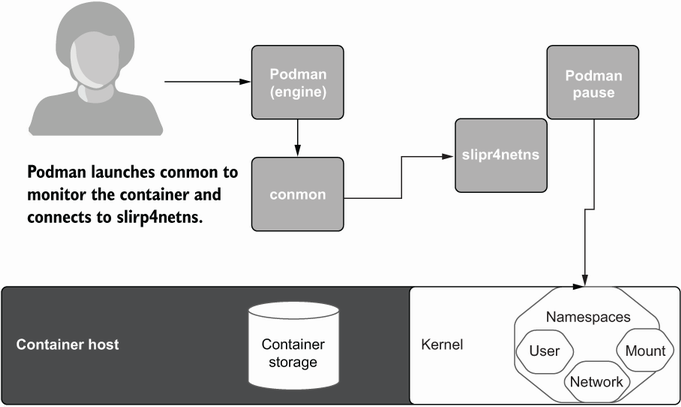 Podman
(engine)
Podman
pause
slipr4netns
conmon
Podman launches conmon to
monitor the container and
connects to slirp4netns.
Container host
Container
storage
Kernel
Namespaces
User
Mount
Network